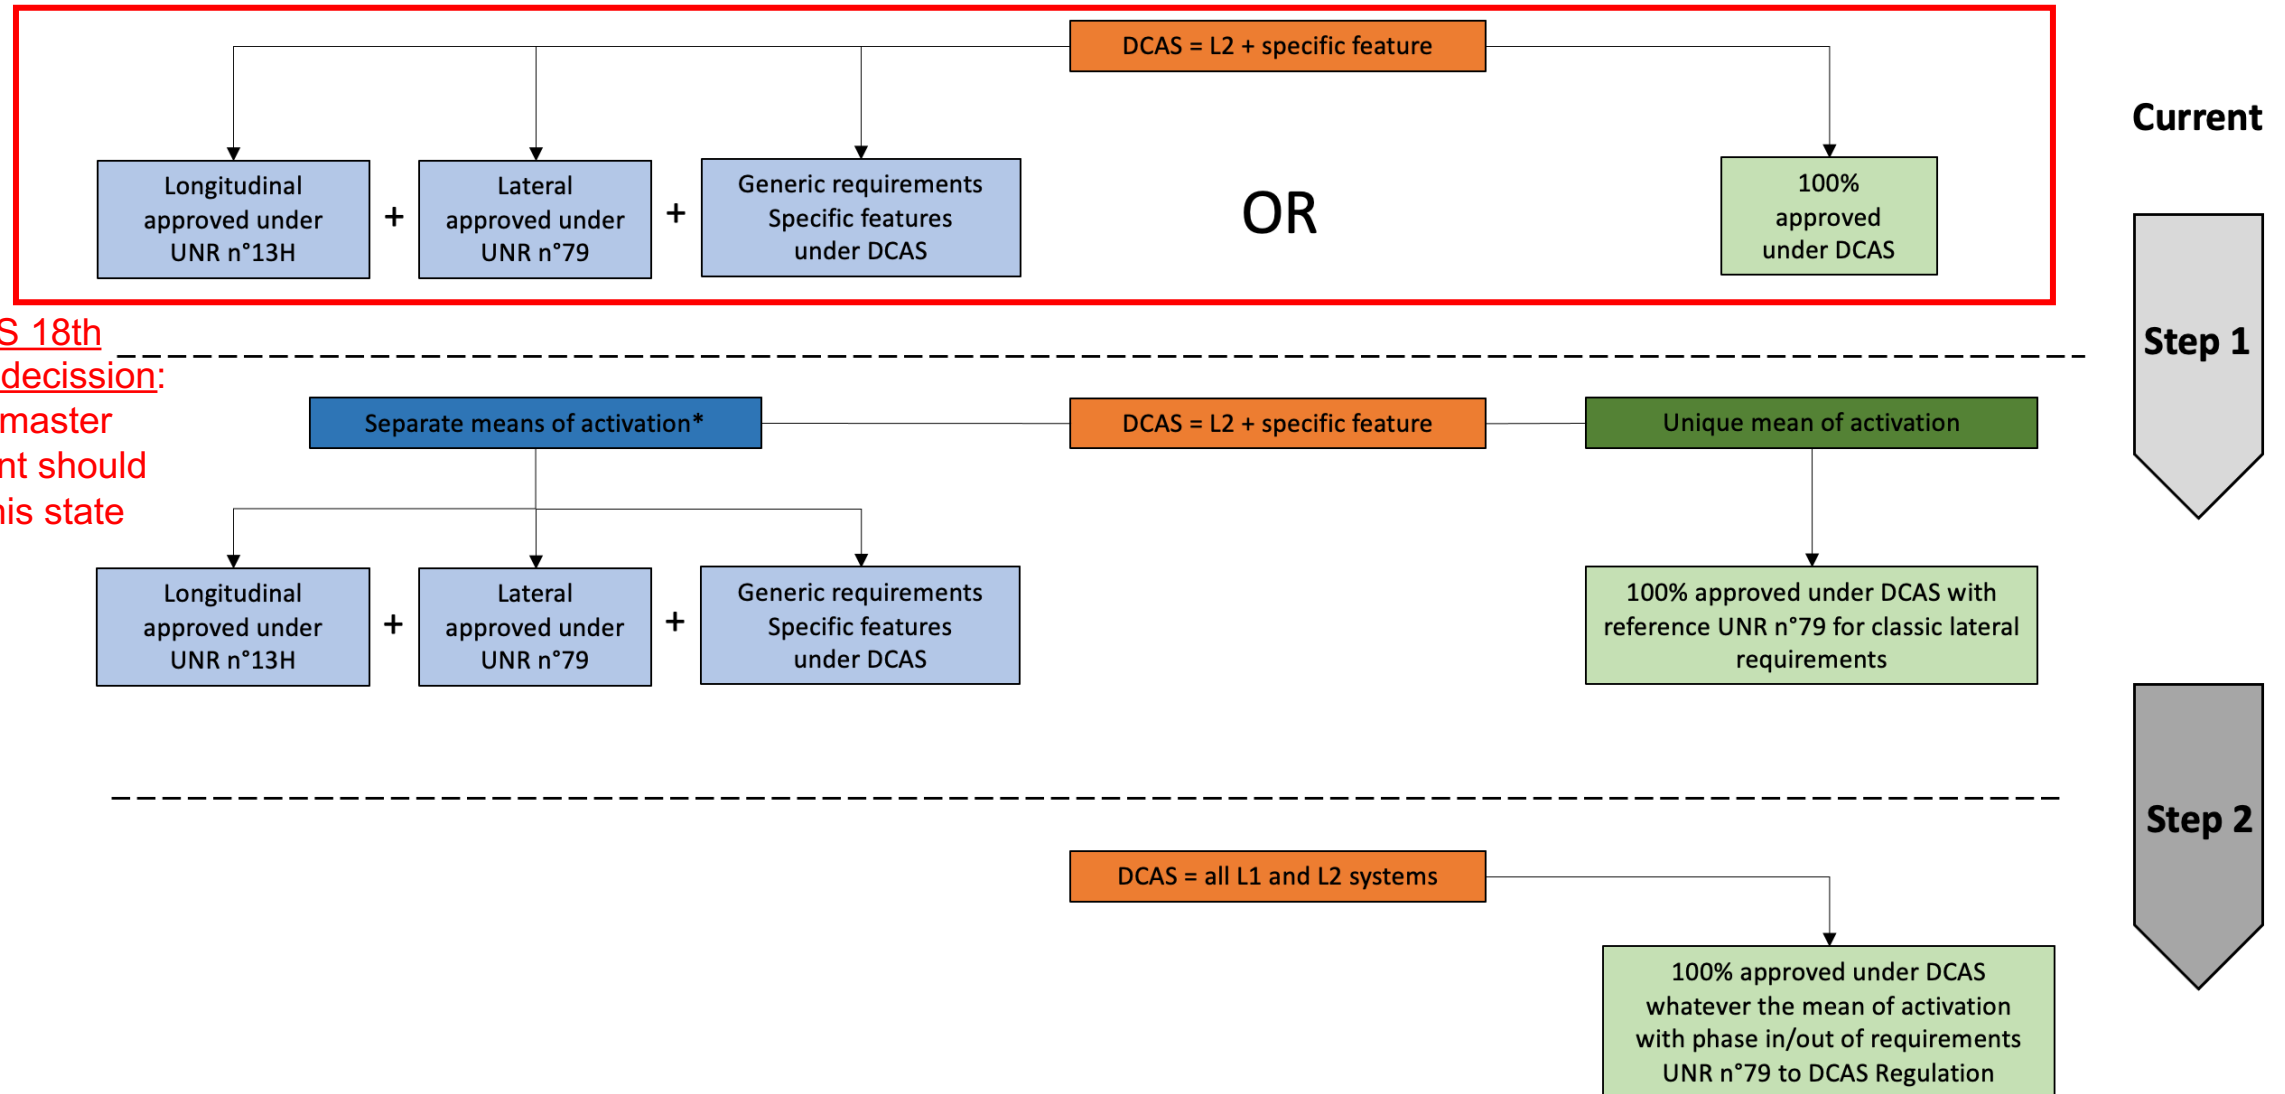 DCAS = L2 + specific feature
Current
Longitudinal
approved under
UNR n°13H
+
Lateral
approved under
UNR n°79
+
Generic requirements
Specific features
under DCAS
OR
100%
approved
under DCAS
S 18th
decission:
master
nt should
his state
Step 1
Separate means of activation*
DCAS = L2 + specific feature
Unique mean of activation
Longitudinal
approved under
UNR n°13H
+
Lateral
approved under
UNR n°79
+
Generic requirements
Specific features
under DCAS
100% approved under DCAS with
reference UNR n°79 for classic lateral
requirements
Step 2
DCAS = all L1 and L2 systems
100% approved under DCAS
whatever the mean of activation
with phase in/out of requirements
UNR n°79 to DCAS Regulation